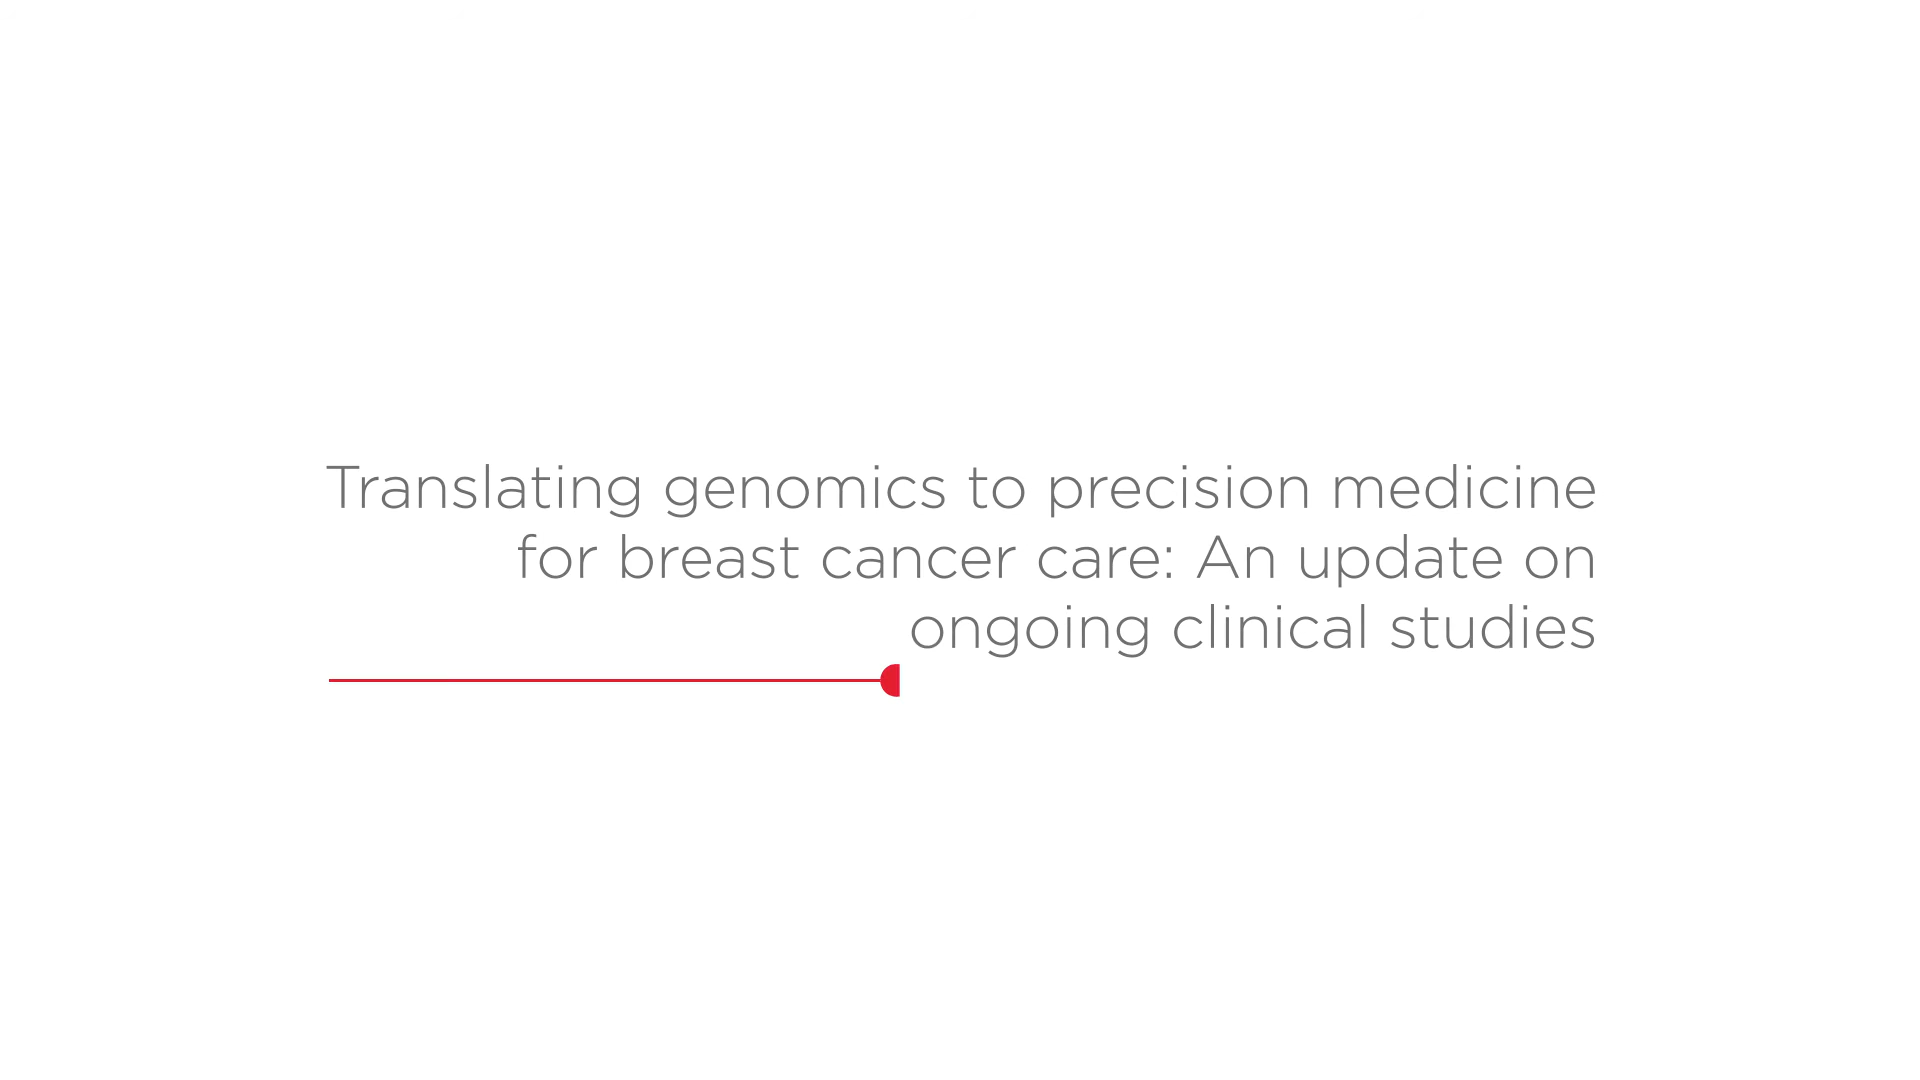 Translating genomics to precision medicine
for breast cancer care: An update on
ongoing clinical studies